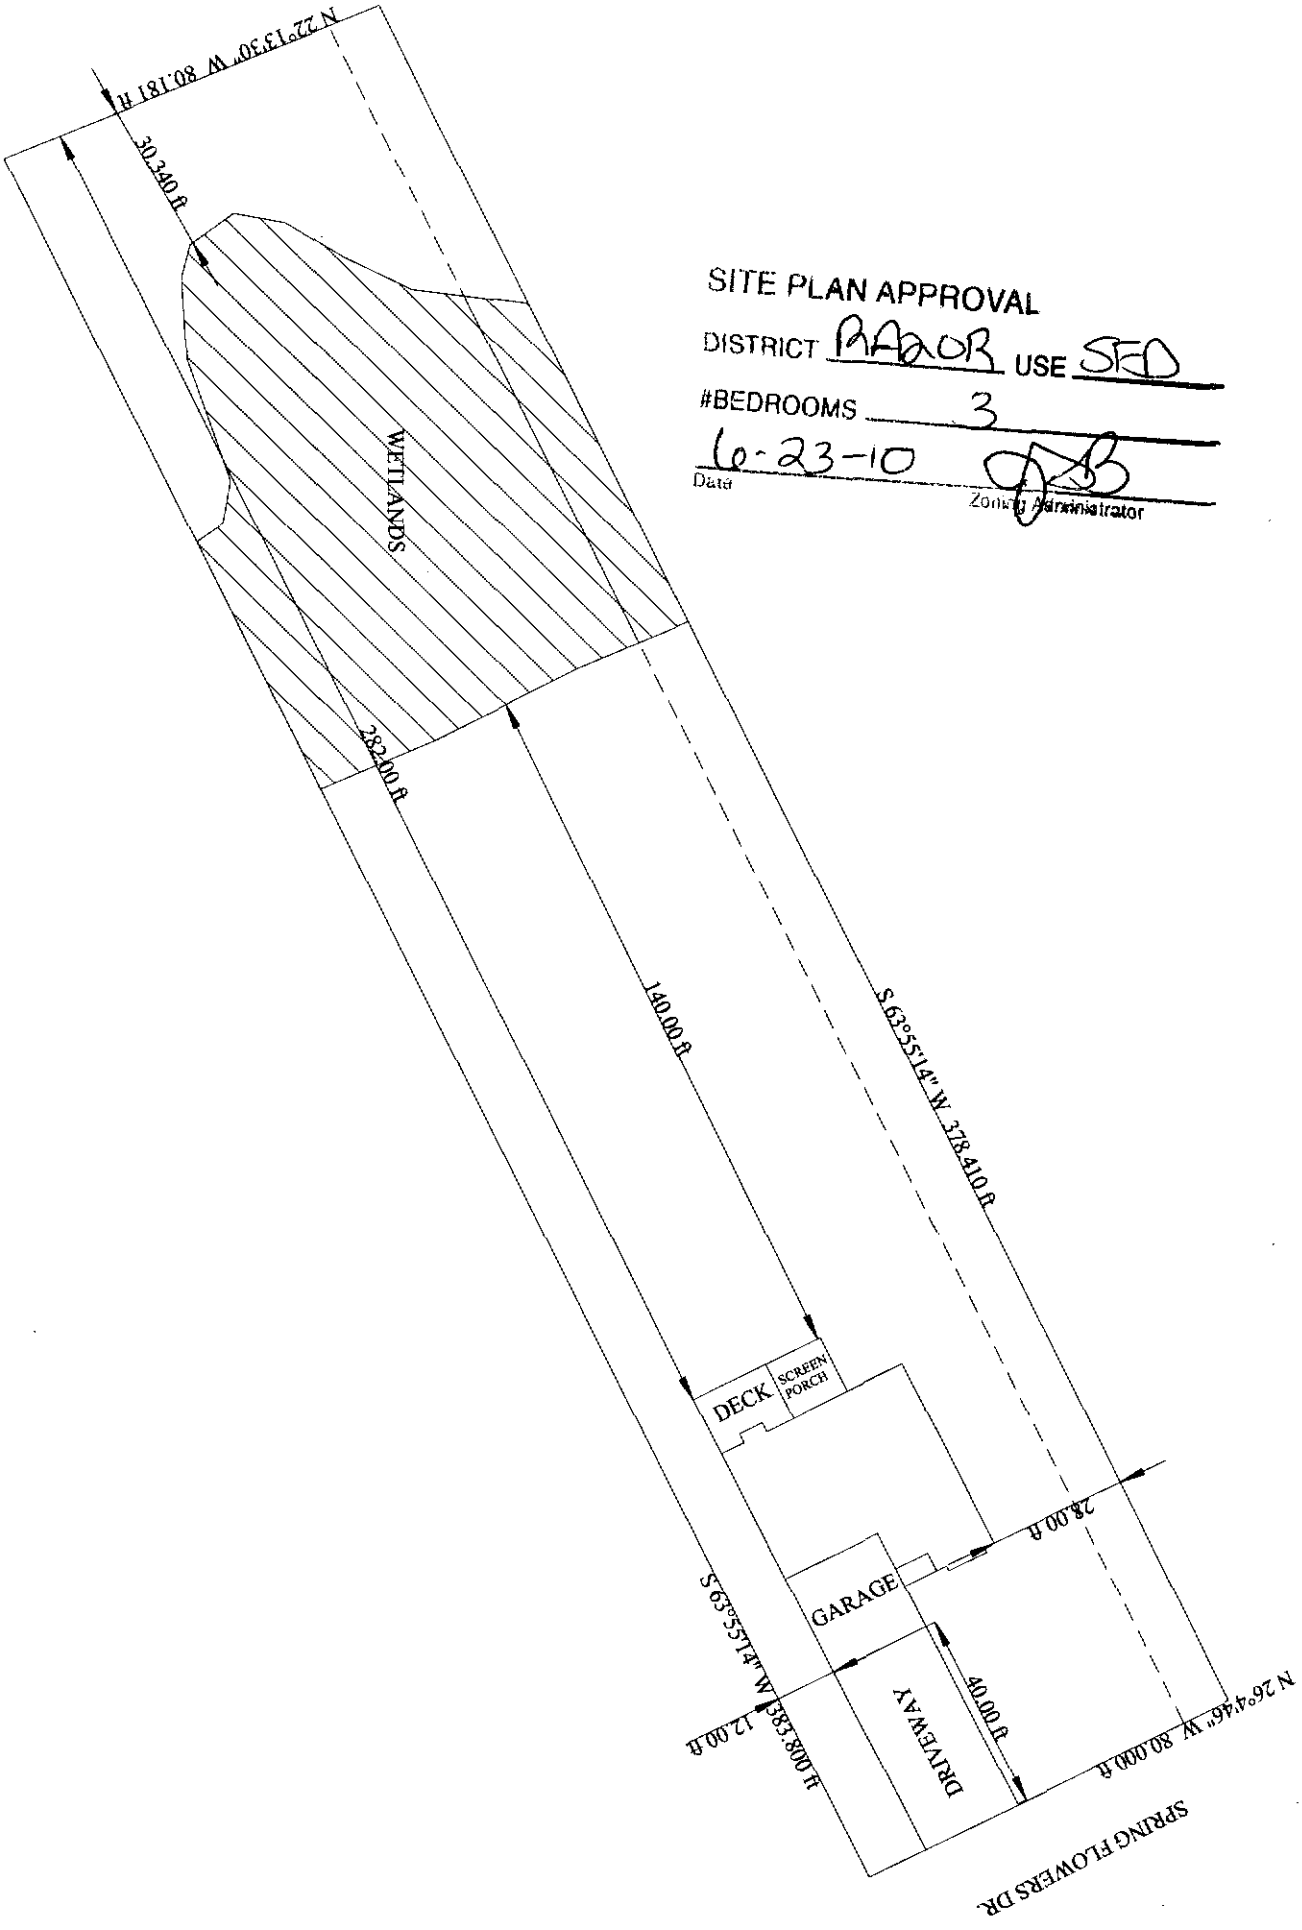 N 22°13'30" W 80.181 ft
30.340 ft
SITE PLAN APPROVAL
DISTRICT RA20R USE SFD
#BEDROOMS 3
6-23-10
Date
Zoning Administrator
WETLANDS
282.00 ft
140.00 ft
S 63°55'14" W 378.410 ft
DECK
SCREEN
PORCH
28.00 ft
GARAGE
S 63°55'14" W 383.800 ft
12.00 ft
DRIVEWAY
40.00 ft
N 26°4'46" W 80.000 ft
SPRING FLOWERS DR.